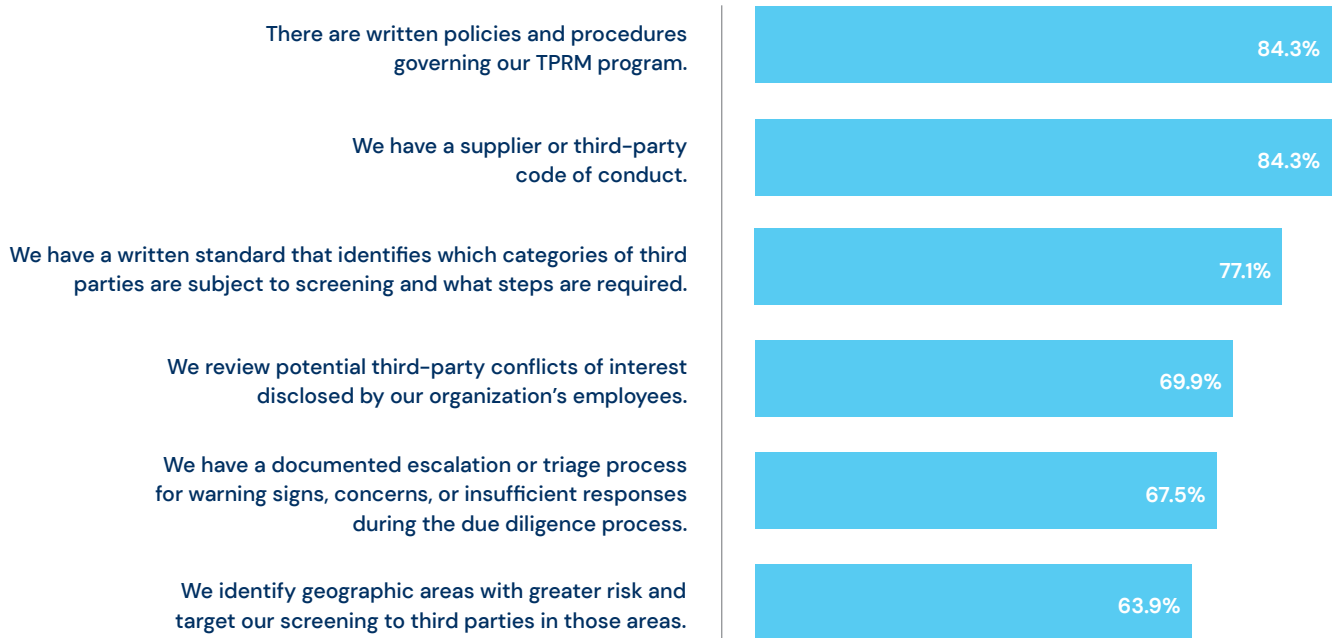 There are written policies and procedures
governing our TPRM program.
84.3%
We have a supplier or third-party
code of conduct.
84.3%
We have a written standard that identifies which categories of third
parties are subject to screening and what steps are required.
77.1%
We review potential third-party conflicts of interest
disclosed by our organization’s employees.
69.9%
We have a documented escalation or triage process
for warning signs, concerns, or insufficient responses
during the due diligence process.
67.5%
We identify geographic areas with greater risk and
target our screening to third parties in those areas.
63.9%